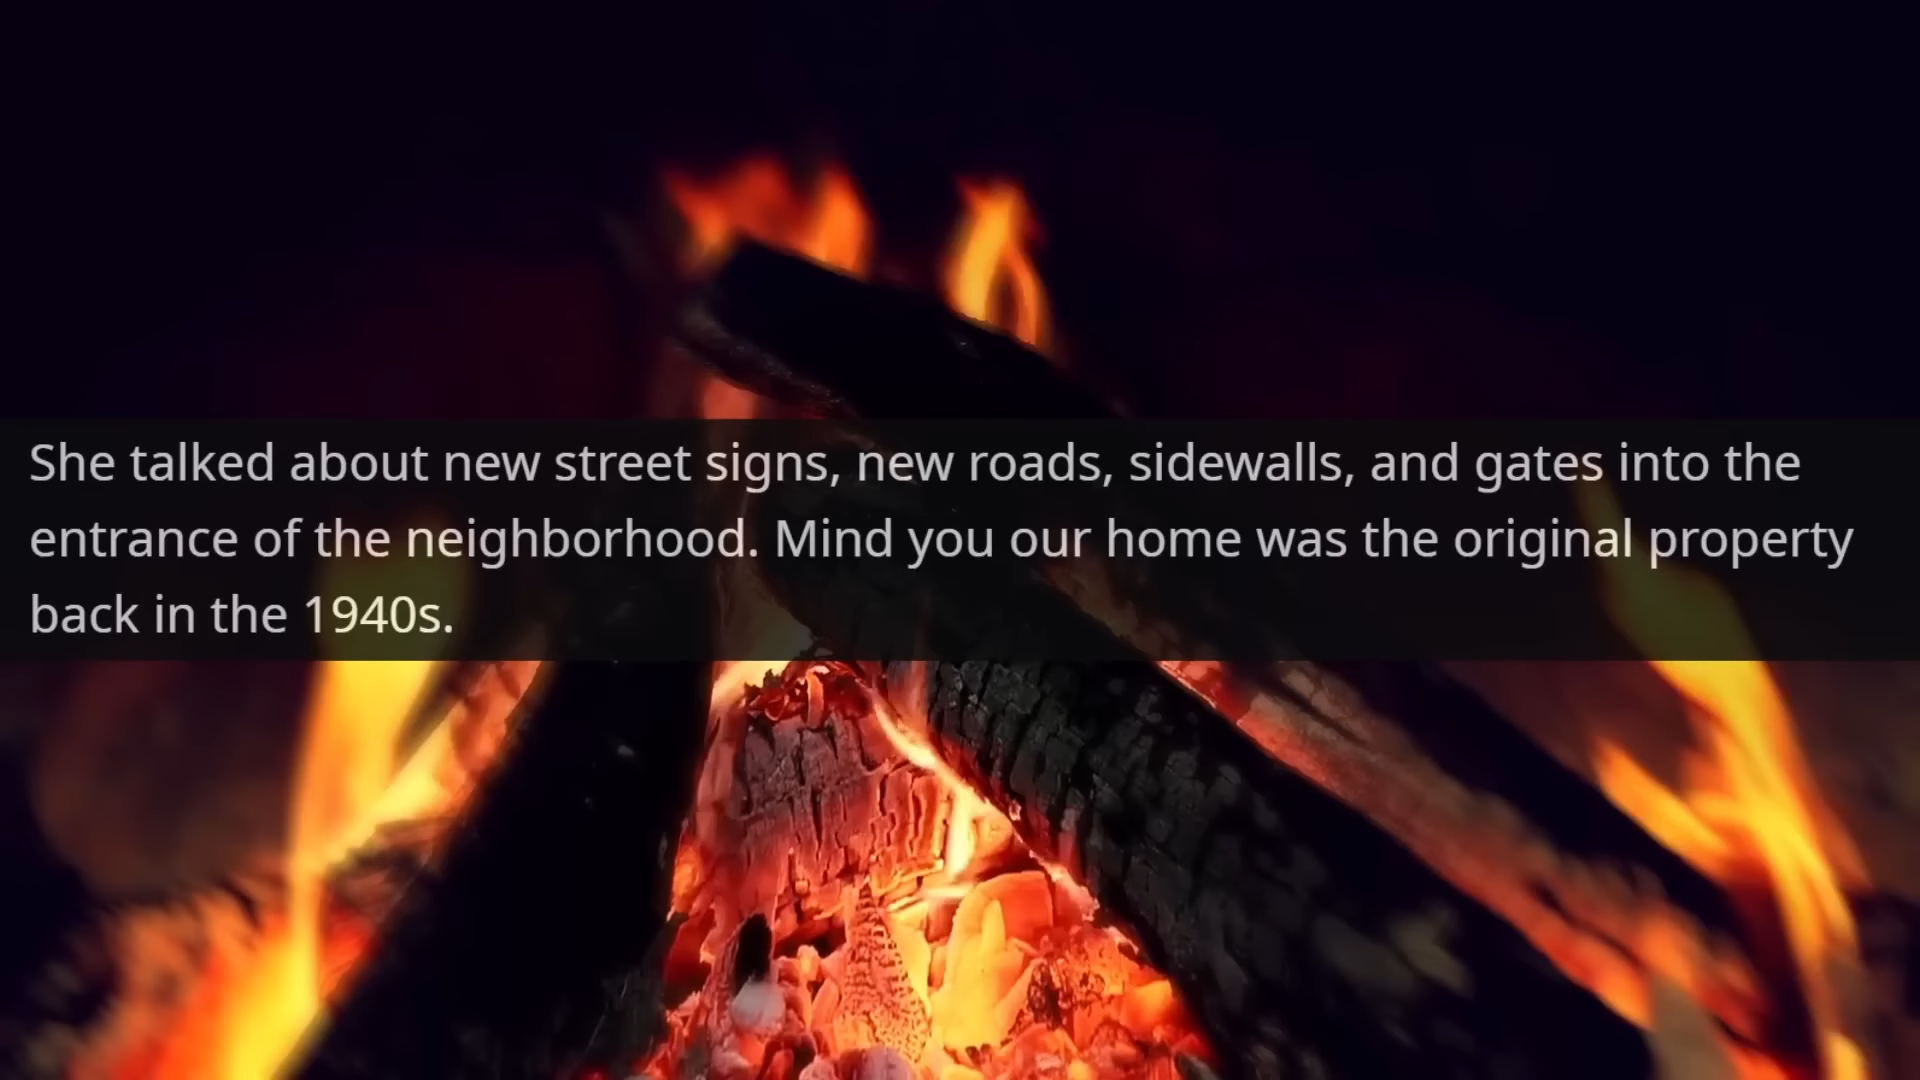 She talked about new street signs, new roads, sidewalls, and gates into the
entrance of the neighborhood. Mind you our home was the original property
back in the 1940s.